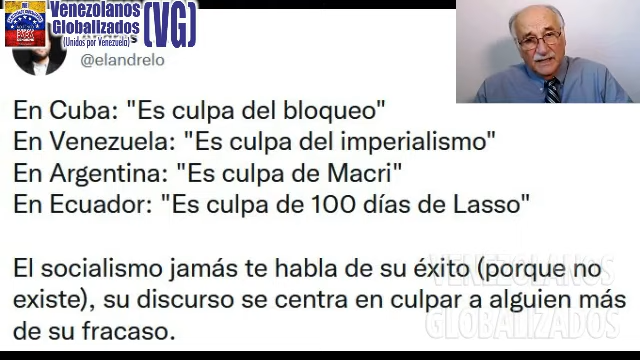 Venezolanos
Globalizados
(Unidos por Venezuela)
(VG)
@elandrelo
En Cuba: "Es culpa del bloqueo"
En Venezuela: "Es culpa del imperialismo"
En Argentina: "Es culpa de Macri"
En Ecuador: "Es culpa de 100 días de Lasso"
El socialismo jamás te habla de su éxito (porque no
existe), su discurso se centra en culpar a alguien más
de su fracaso.
VENEZOLANOS
GLOBALIZADOS